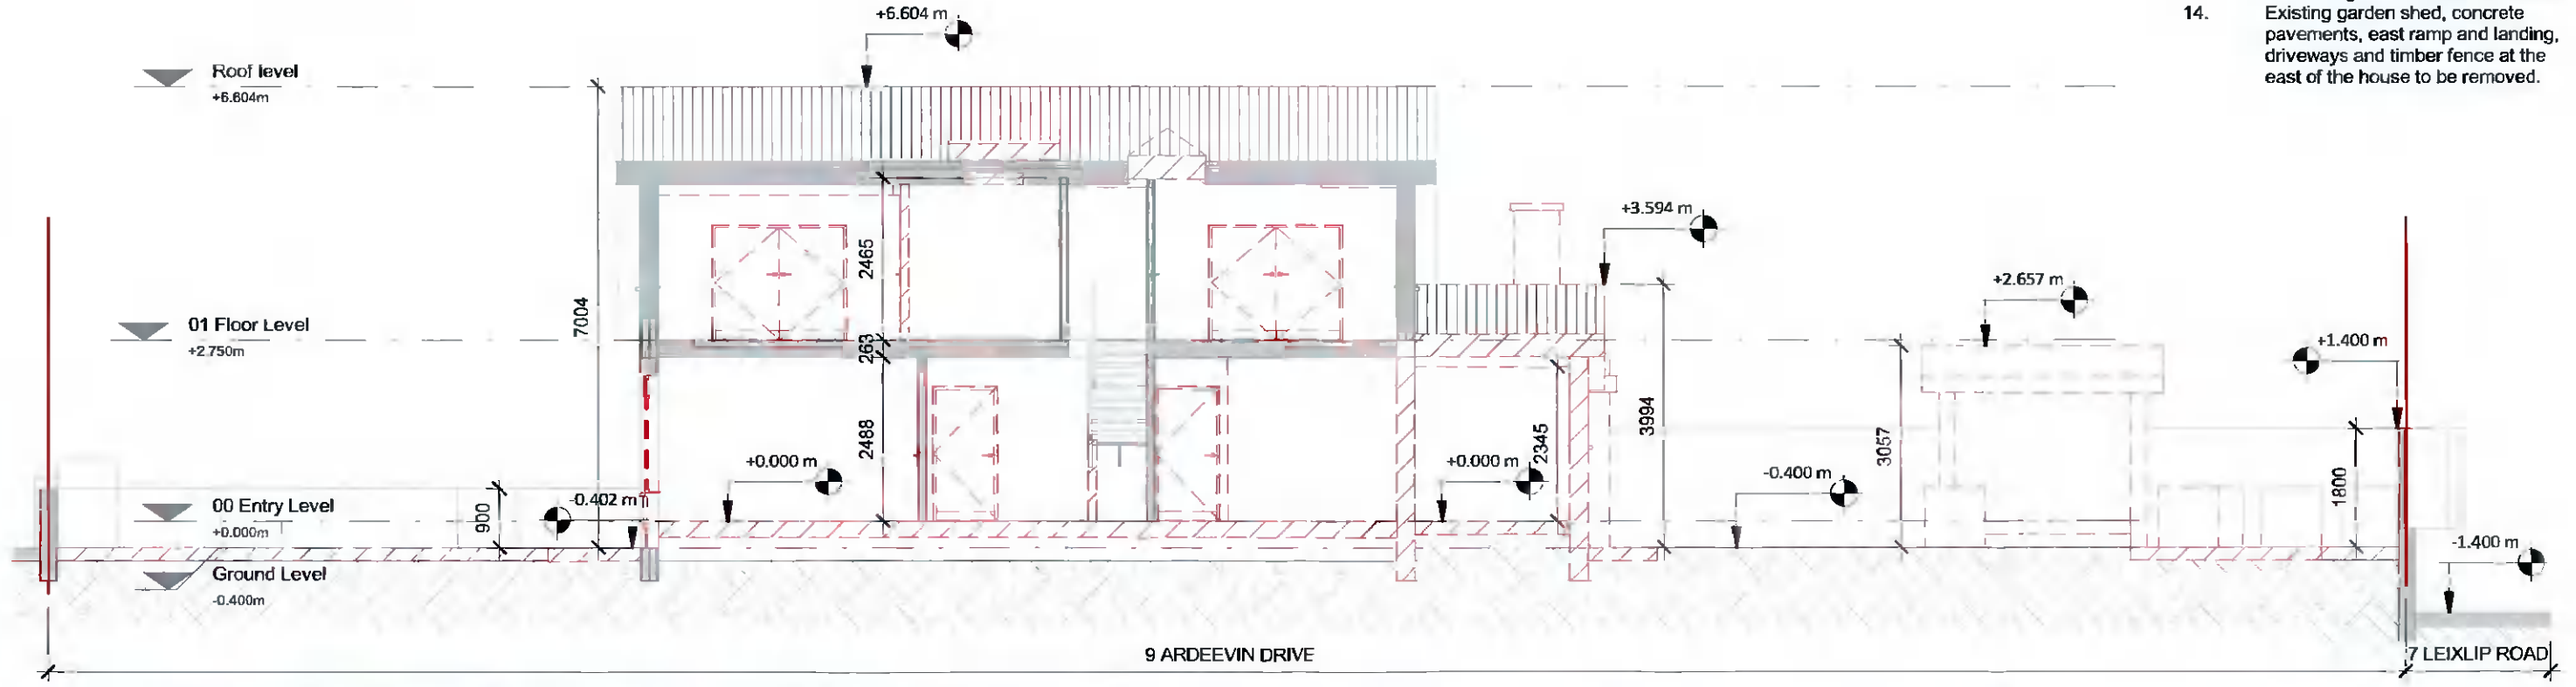 14. Existing garden shed, concrete
pavements, east ramp and landing,
driveways and timber fence at the
east of the house to be removed.
+6.604 m
Roof level
+6.604m
+3.594 m
2465
+2.657 m
7004
01 Floor Level
+2.750m
263
+1.400 m
2488
+0.000 m
+0.000 m
2345
3994
-0.400 m
3057
1800
00 Entry Level
+0.000m
900
-0.402 m
Ground Level
-0.400m
-1.400 m
9 ARDEEVIN DRIVE
7 LEIXLIP ROAD